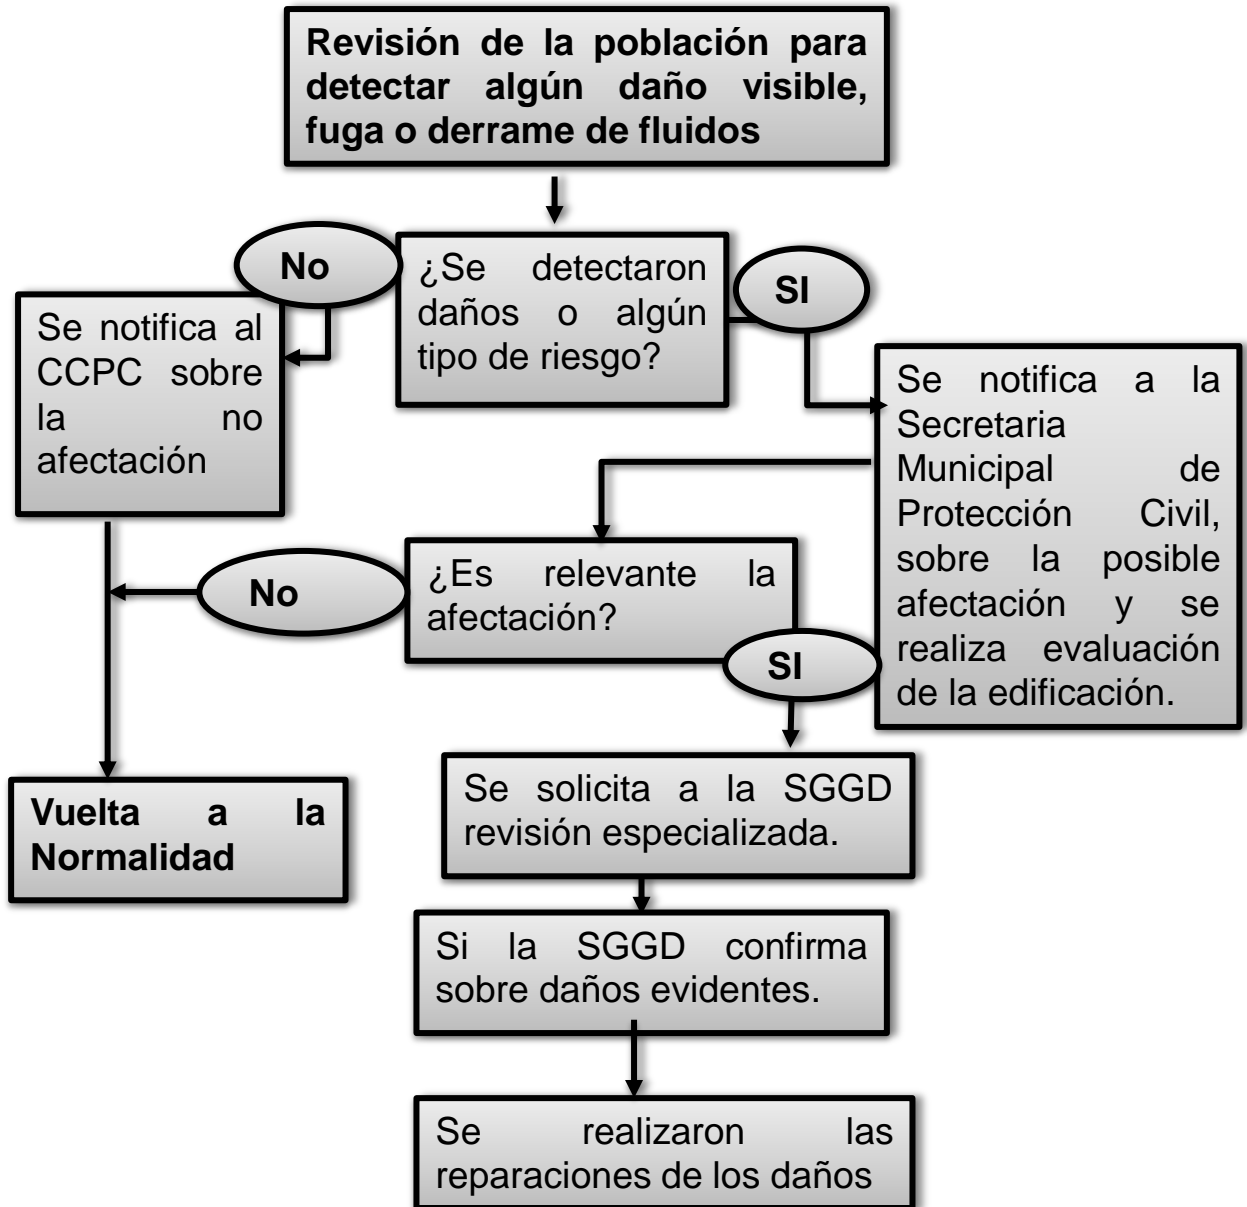 Revisión de la población para
detectar algún daño visible,
fuga o derrame de fluidos
No
¿Se detectaron
daños o algún
tipo de riesgo?
SI
Se notifica al
CCPC sobre
la no
afectación
Se notifica a la
Secretaria
Municipal de
Protección Civil,
sobre la posible
afectación y se
realiza evaluación
de la edificación.
No
¿Es relevante la
afectación?
SI
Vuelta a la
Normalidad
Se solicita a la SGGD
revisión especializada.
Si la SGGD confirma
sobre daños evidentes.
Se realizaron las
reparaciones de los daños